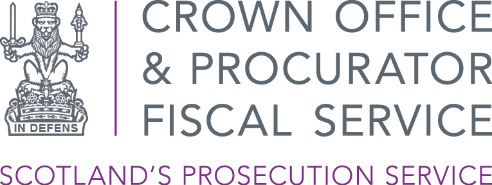 CROWN OFFICE
& PROCURATOR
FISCAL SERVICE
IN DEFENS
SCOTLAND'S PROSECUTION SERVICE